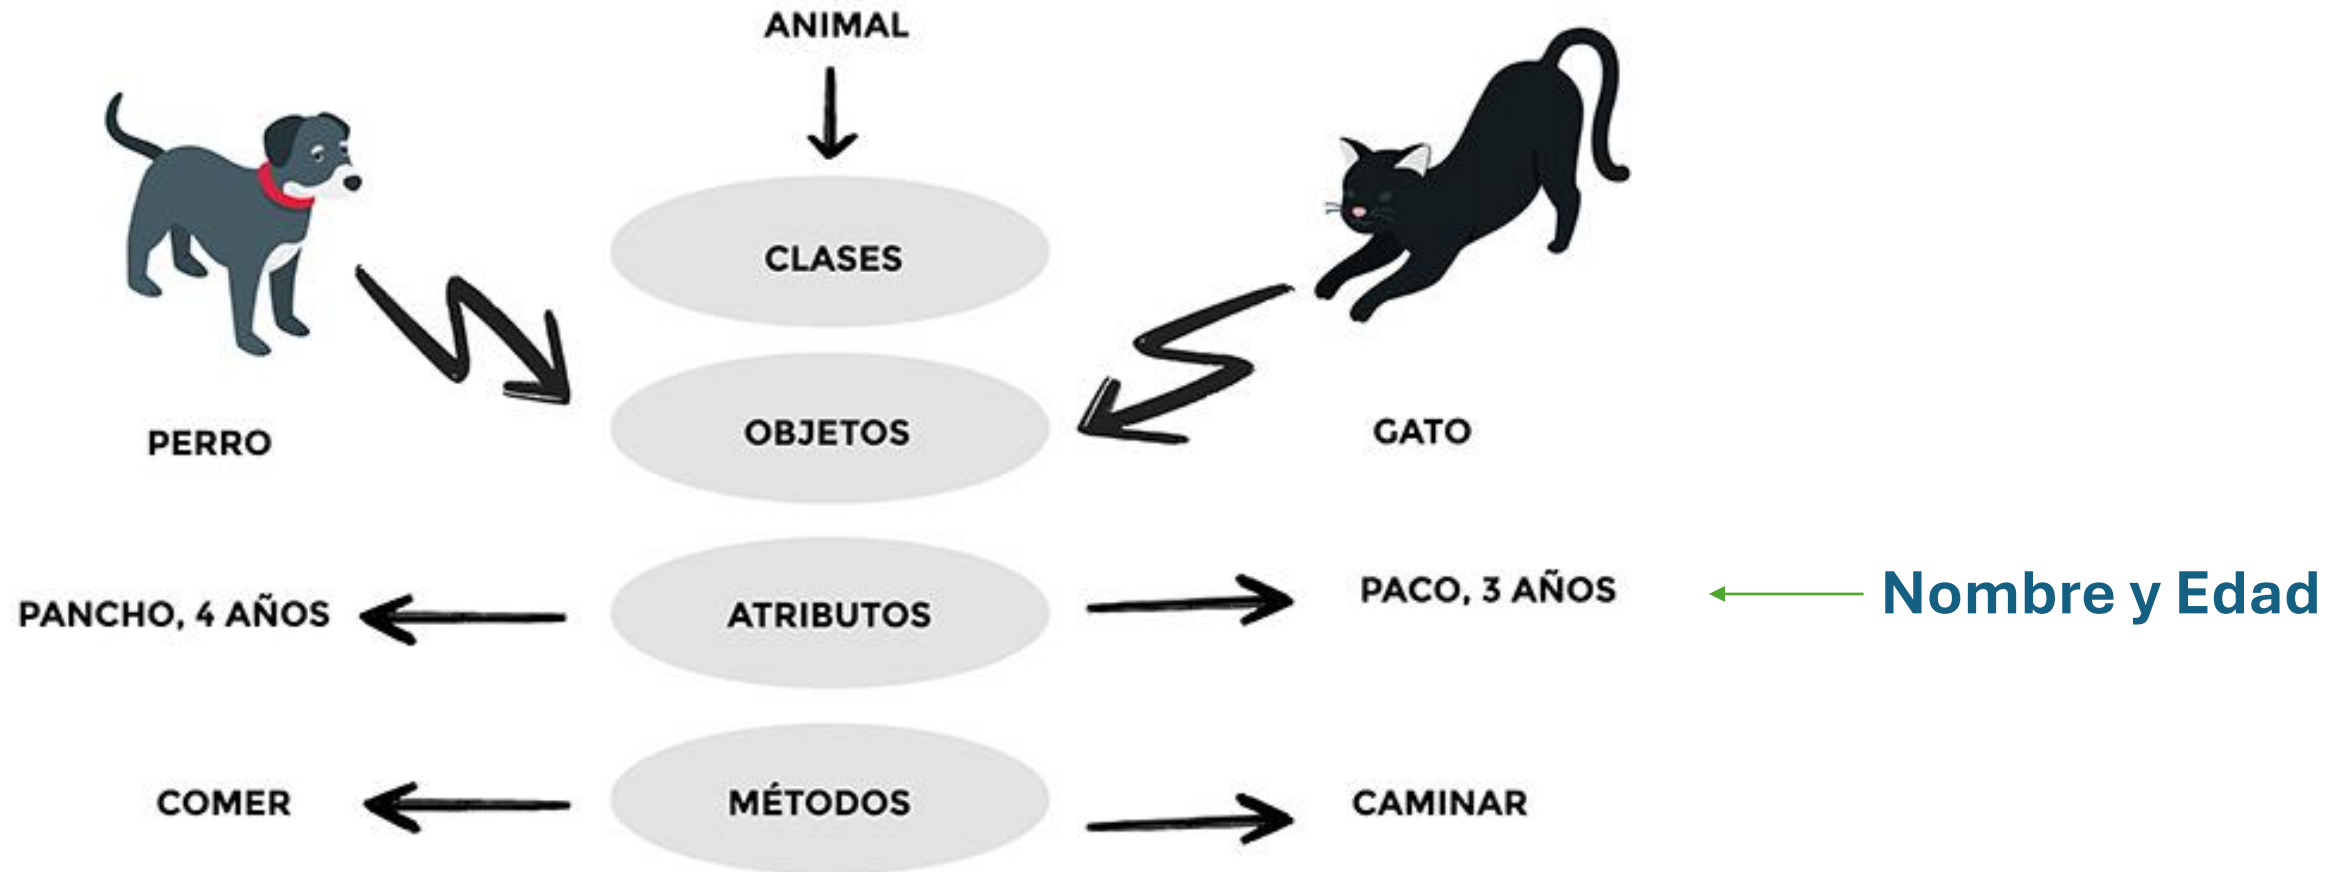 ANIMAL
CLASES
PERRO
OBJETOS
GATO
PANCHO, 4 AÑOS
ATRIBUTOS
PACO, 3 AÑOS
Nombre y Edad
COMER
MÉTODOS
CAMINAR